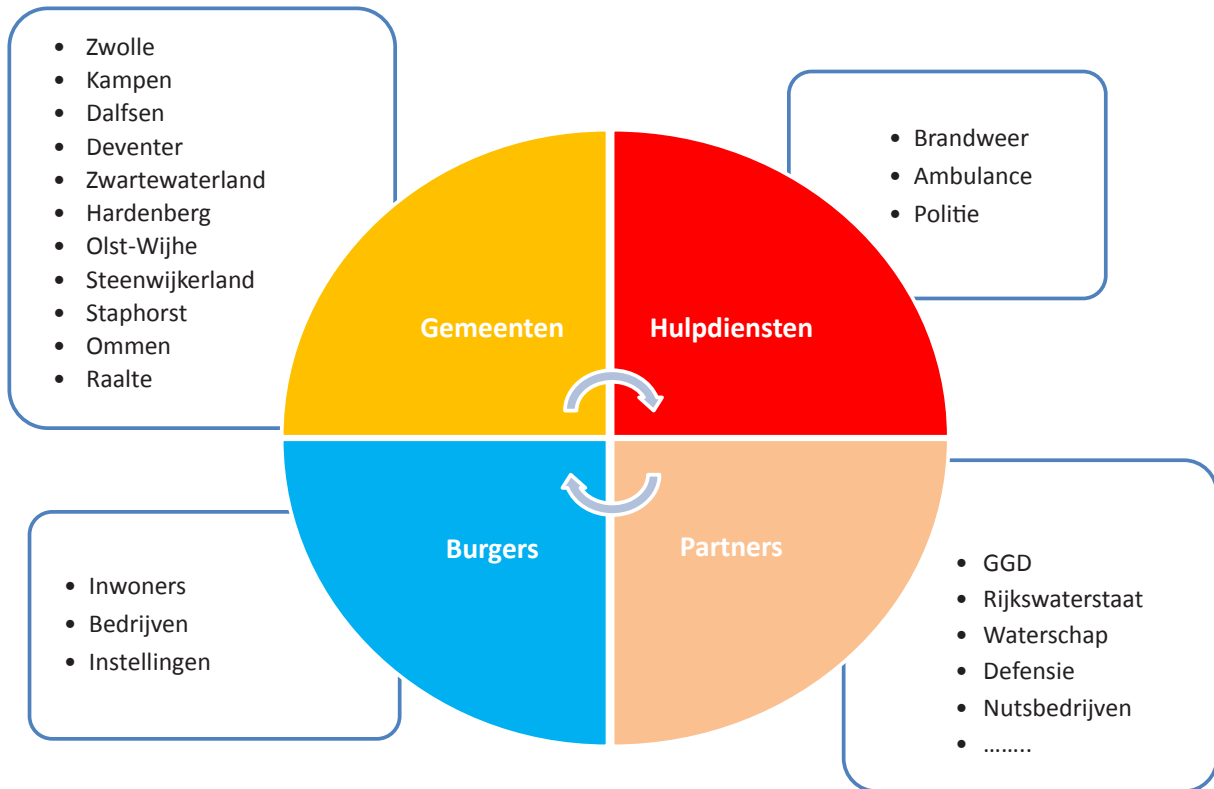 • Zwolle
• Kampen
• Dalfsen
• Deventer
• Zwartewaterland
• Hardenberg
• Olst-Wijhe
• Steenwijkerland
• Staphorst
• Ommen
• Raalte
• Brandweer
• Ambulance
• Politie
Gemeenten
Hulpdiensten
Burgers
Partners
• Inwoners
• Bedrijven
• Instellingen
• GGD
• Rijkswaterstaat
• Waterschap
• Defensie
• Nutsbedrijven
• ........